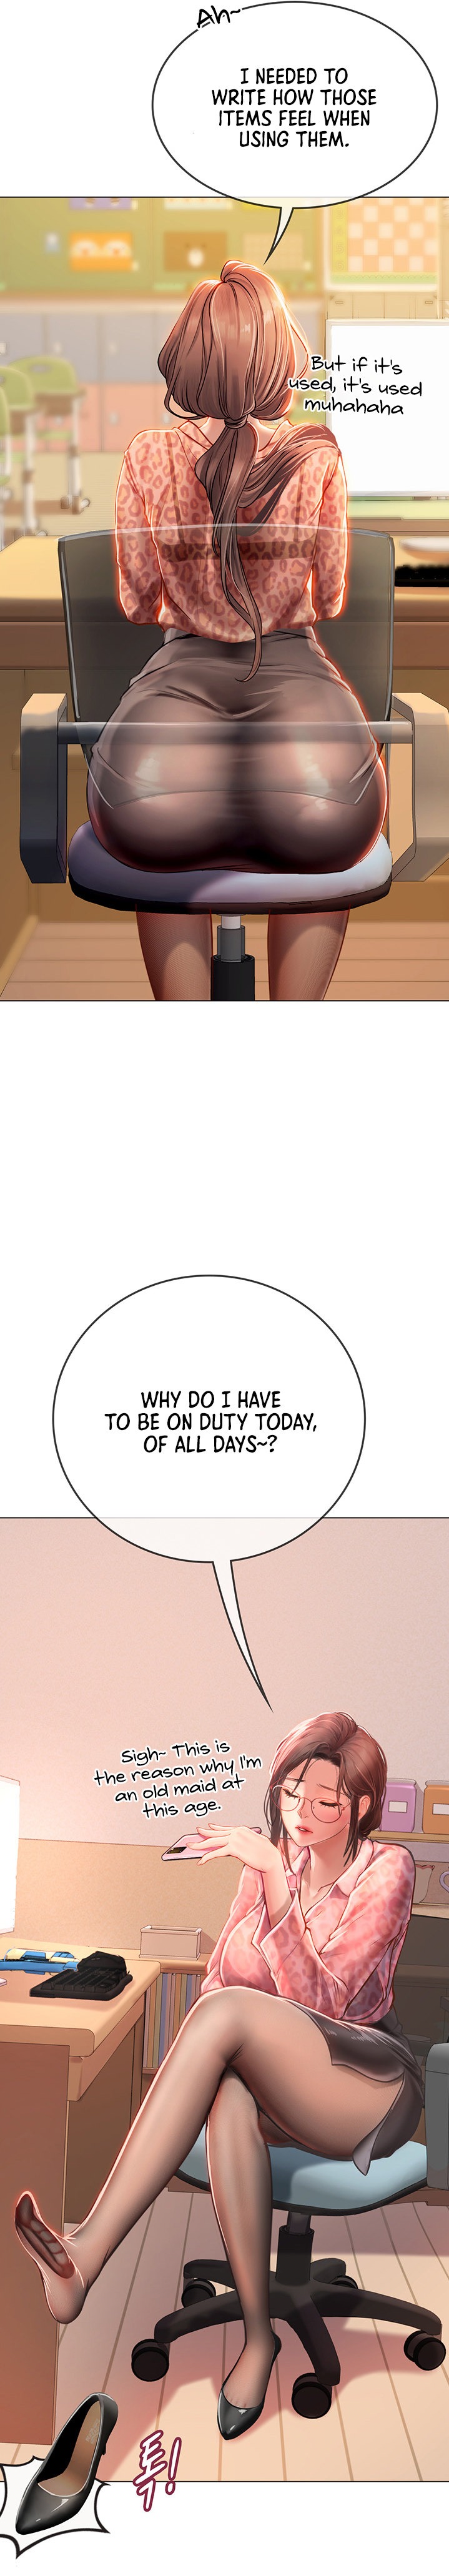 Ah~
I NEEDED TO
WRITE HOW THOSE
ITEMS FEEL WHEN
USING THEM.
But if it's
used, it's used
muhahaha
WHY DO I HAVE
TO BE ON DUTY TODAY,
OF ALL DAYS~?
Sigh~ This is
the reason why I'm
an old maid at
this age.
툭!